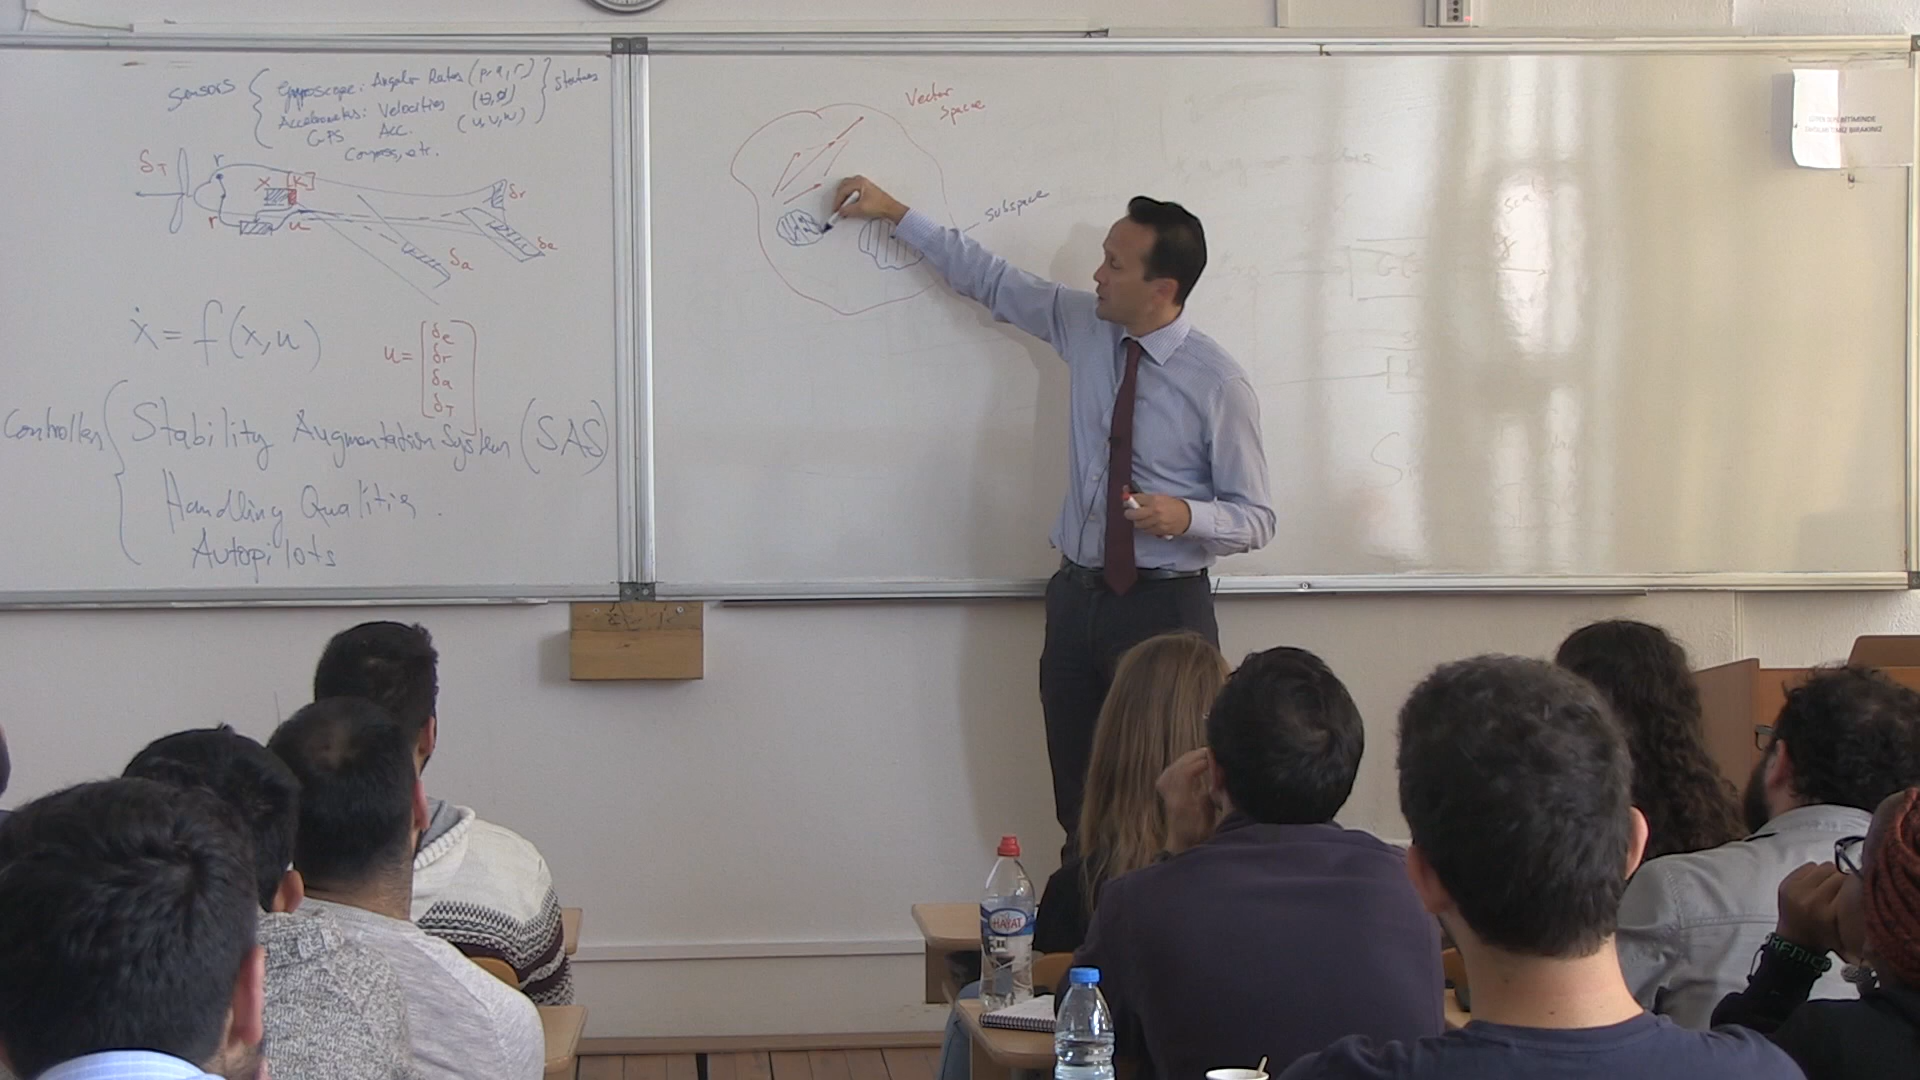 Sensors { Gyroscope: Angular Rates (p, q, r) } States
Accelerometers: Velocities (θ, φ)
GPS Acc. (u, v, w)
Compass, etc.
δT
r
x [K]
δr
r
u
δa
δe
ẋ = f(x, u)
u = [δe
δr
δa
δT]
Controller { Stability Augmentation System (SAS)
Handling Qualities.
Autopilots
Vector
Space
Subspace
HAYAT